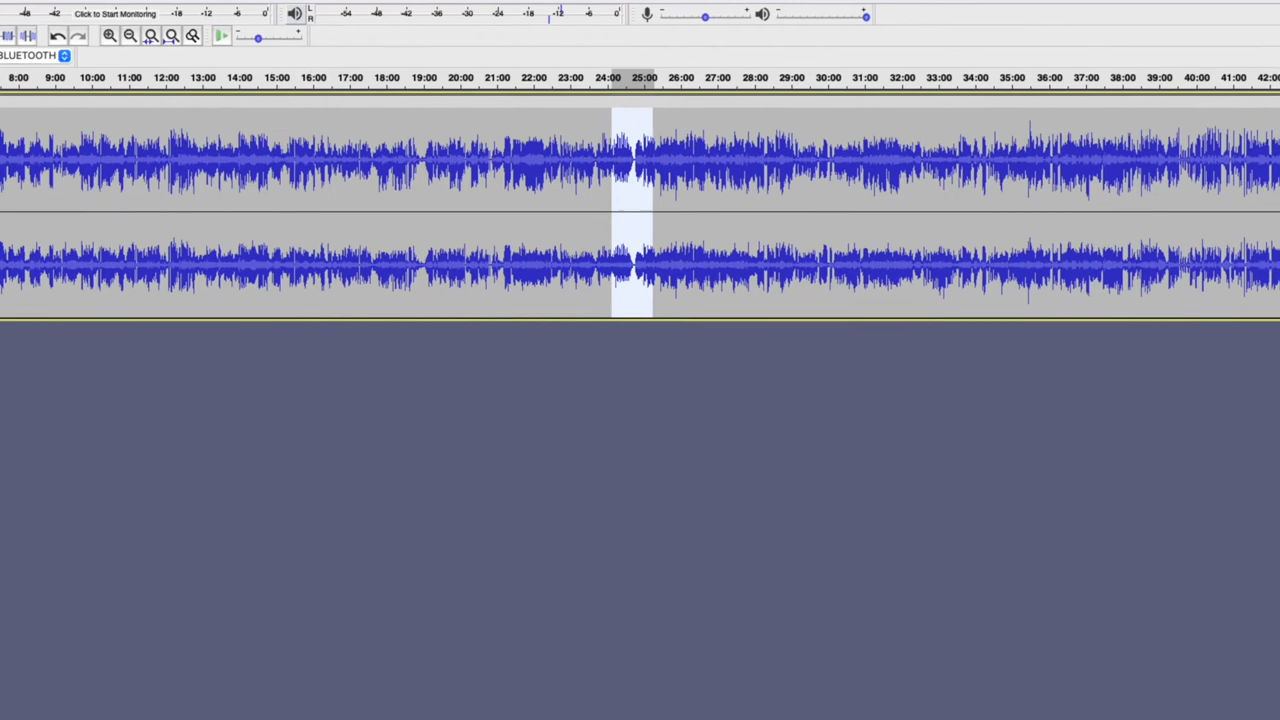 -48 -42 Click to Start Monitoring -18 -12 -6 0 L -54 -48 -42 -36 -30 -24 -18 -12 -6 0
R
- + - +
- +
BLUETOOTH
8:00 9:00 10:00 11:00 12:00 13:00 14:00 15:00 16:00 17:00 18:00 19:00 20:00 21:00 22:00 23:00 24:00 25:00 26:00 27:00 28:00 29:00 30:00 31:00 32:00 33:00 34:00 35:00 36:00 37:00 38:00 39:00 40:00 41:00 42:00